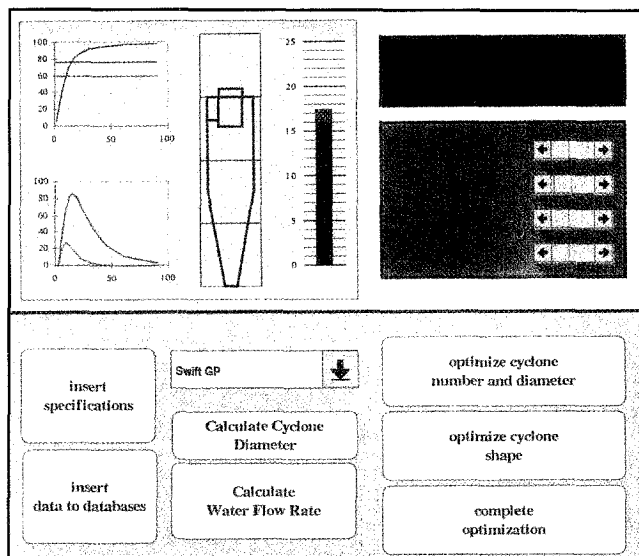 100
80
60
40
20
0
0
50
100
100
80
60
40
20
0
0
50
100
25
20
15
10
5
0
insert
specifications
insert
data to databases
Swift GP
Calculate Cyclone
Diameter
Calculate
Water Flow Rate
optimize cyclone
number and diameter
optimize cyclone
shape
complete
optimization